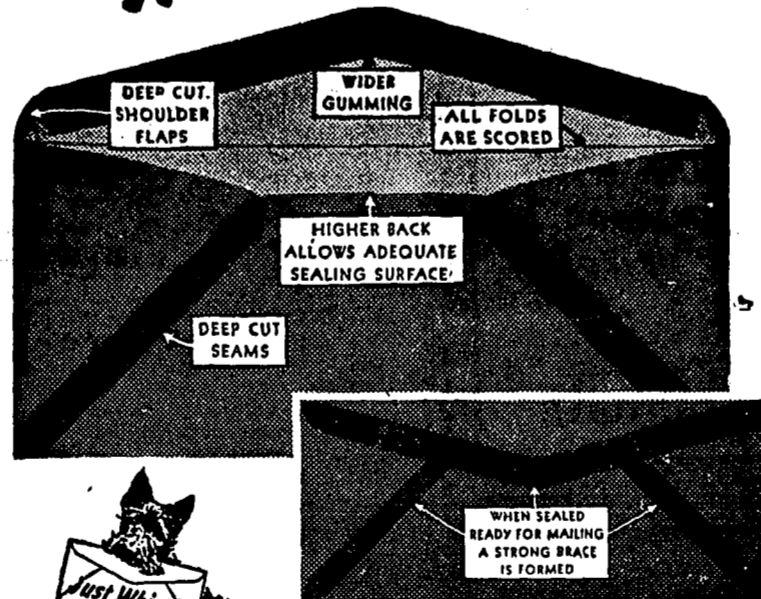 DEEP CUT
SHOULDER
FLAPS
WIDER
GUMMING
ALL FOLDS
ARE SCORED
HIGHER BACK
ALLOWS ADEQUATE
SEALING SURFACE
DEEP CUT
SEAMS
WHEN SEALED
READY FOR MAILING
A STRONG BRACE
IS FORMED
Just